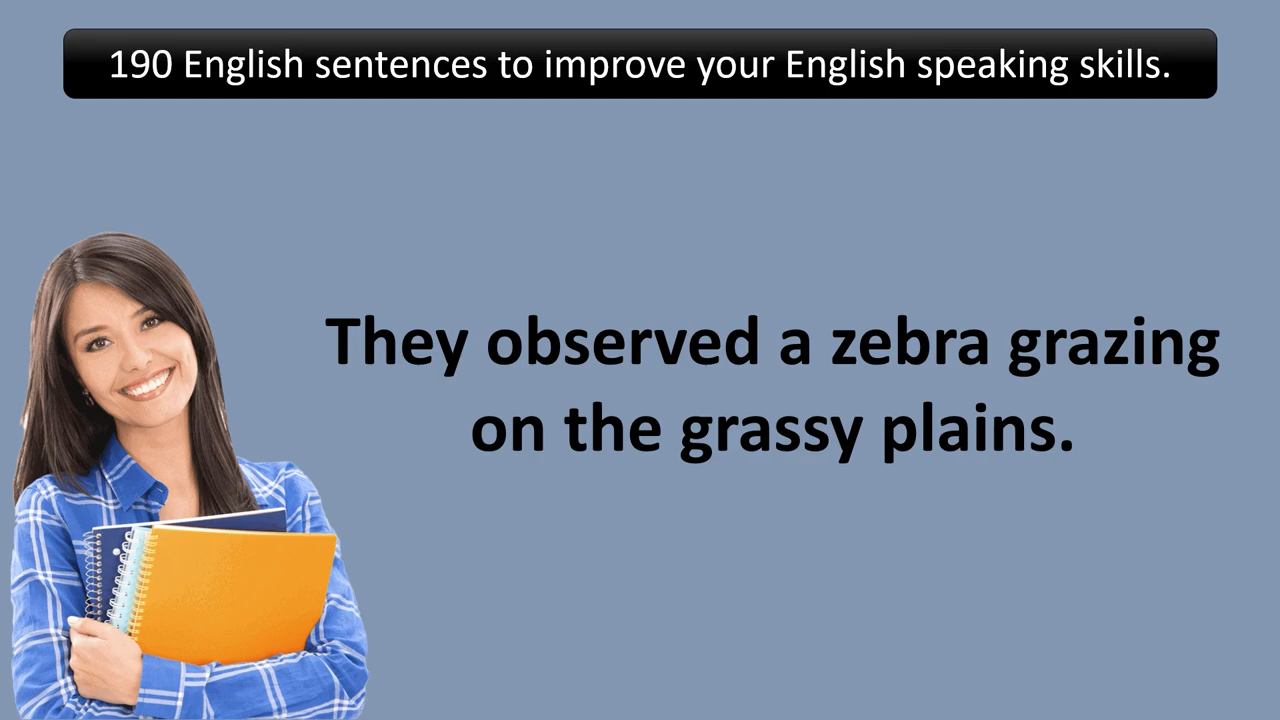 190 English sentences to improve your English speaking skills.
They observed a zebra grazing
on the grassy plains.